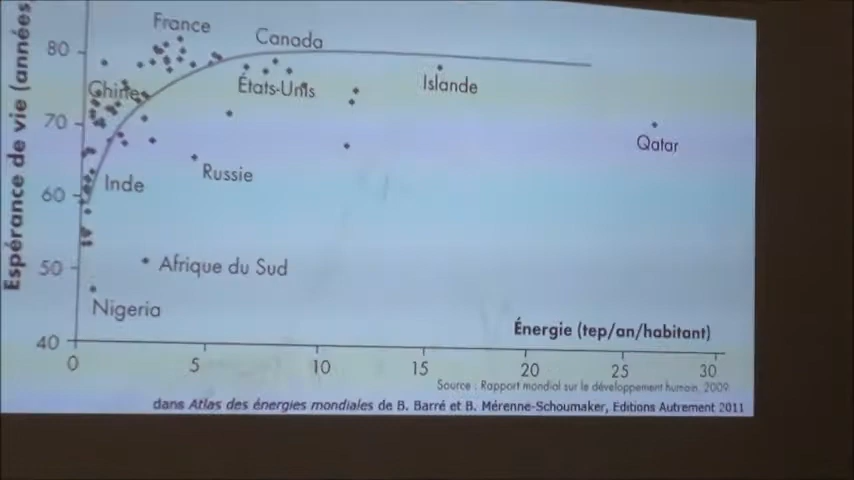 Espérance de vie (années
80
70
60
50
40
France
Canada
Chine
États-Unis
Islande
Qatar
Russie
Inde
Afrique du Sud
Nigeria
Énergie (tep/an/habitant)
0 5 10 15 20 25 30
Source : Rapport mondial sur le développement humain, 2009
dans Atlas des énergies mondiales de B. Barré et B. Mérenne-Schoumaker, Editions Autrement 2011